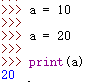 >>> a = 10
>>>
>>> a = 20
>>>
>>> print(a)
20